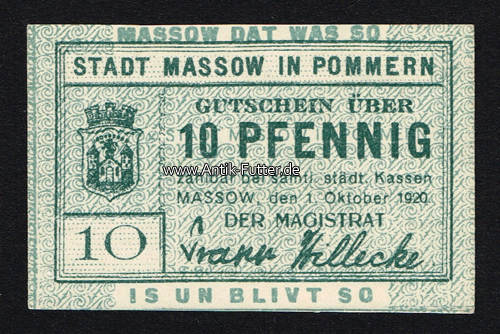 MASSOW DAT WAS SO
STADT MASSOW IN POMMERN
GUTSCHEIN ÜBER
10 PFENNIG
www.Antik-Futter.de
zahlbar bei sämtl. städt. Kassen
MASSOW, den 1. Oktober 1920
DER MAGISTRAT
10
Willecke
IS UN BLIVT SO